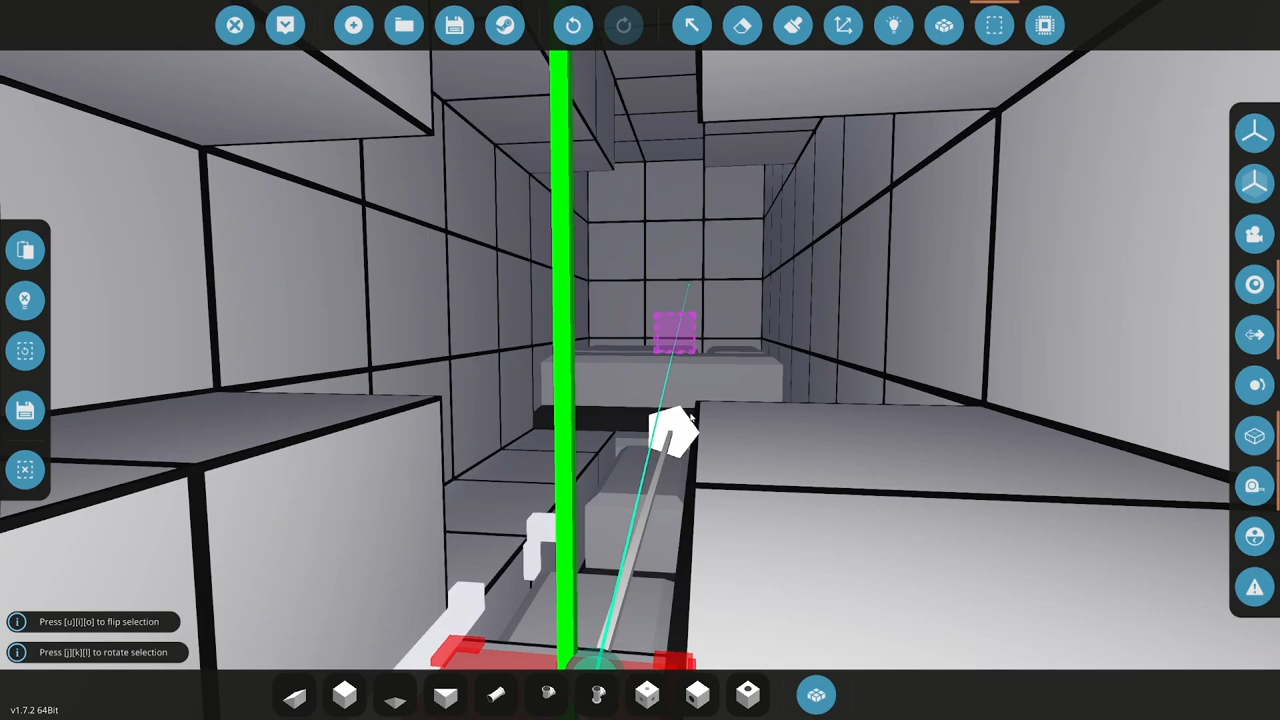 Press [u][i][o] to flip selection
Press [j][k][l] to rotate selection
v1.7.2 64Bit